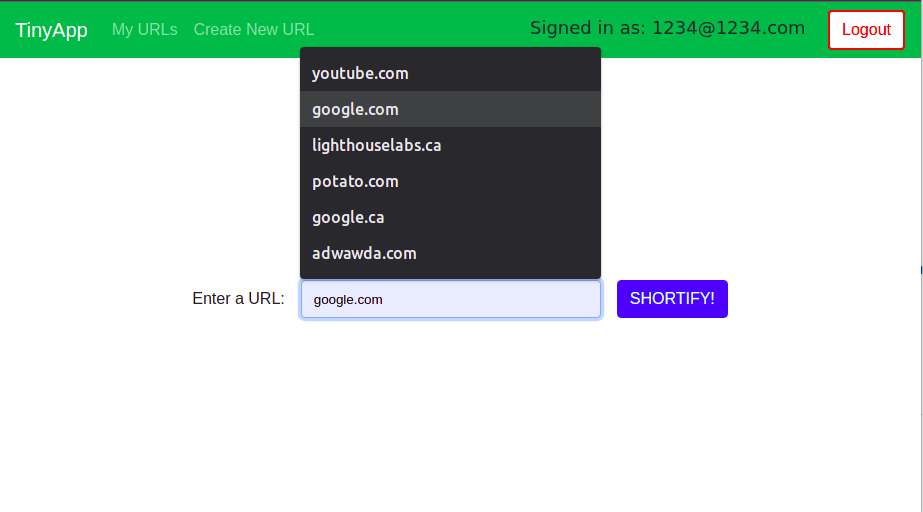 TinyApp My URLs Create New URL Signed in as: 1234@1234.com Logout
youtube.com
google.com
lighthouselabs.ca
potato.com
google.ca
adwawda.com
Enter a URL: google.com SHORTIFY!